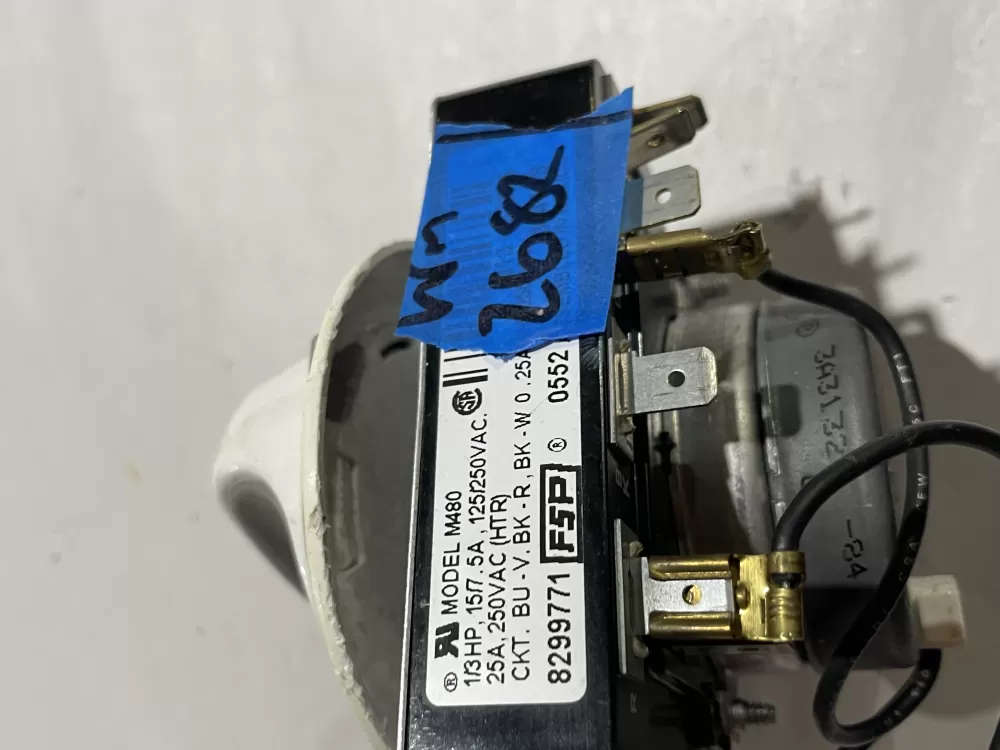 Wm
2682
MODEL M480
1/3HP, 15/7.5A, 125/250VAC.
25A, 250VAC (HTR)
CKT. BU-V. BK-R, BK-W 0.25A
8299771 FSP ® 0552